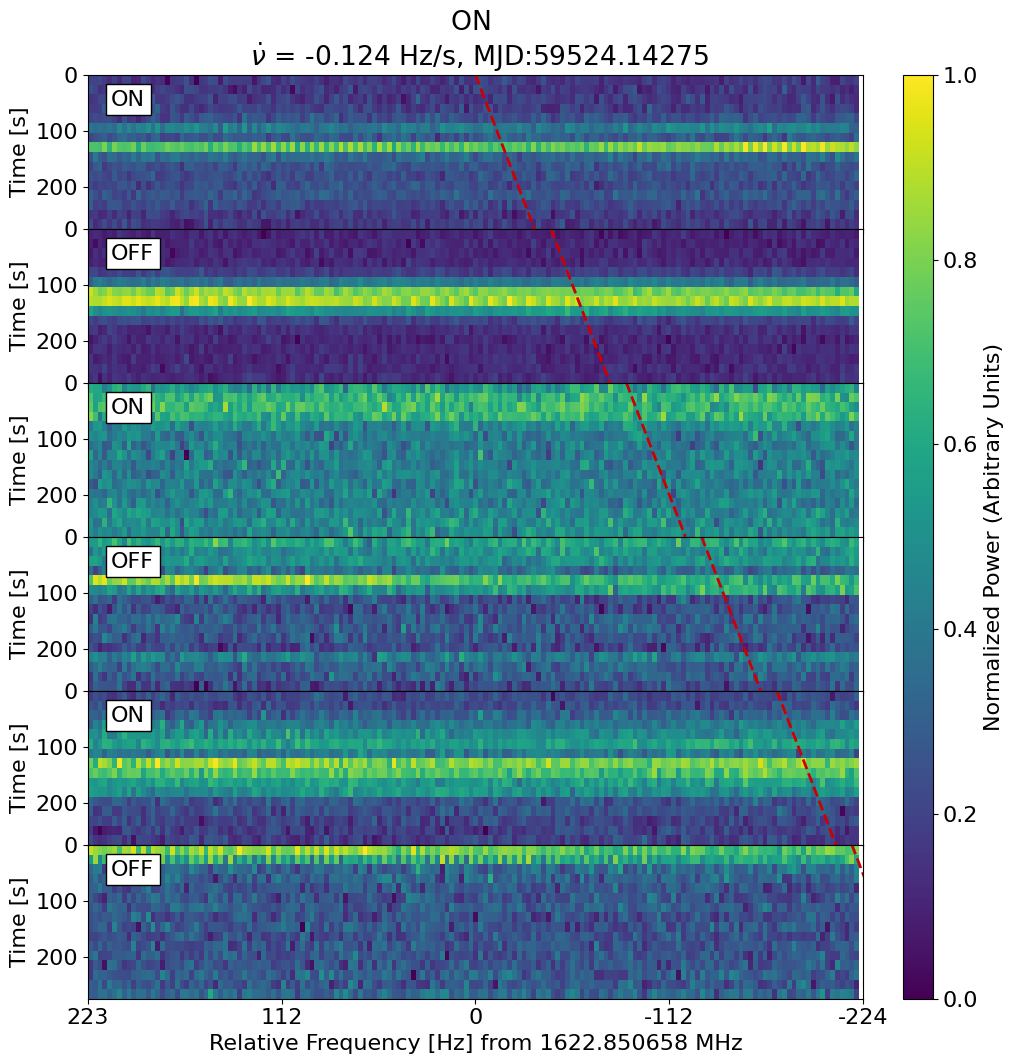 ON
ν̇ = -0.124 Hz/s, MJD:59524.14275
0
ON
100
200
Time [s]
0
OFF
100
200
Time [s]
0
ON
100
200
Time [s]
0
OFF
100
200
Time [s]
0
ON
100
200
Time [s]
0
OFF
100
200
Time [s]
223 112 0 -112 -224
Relative Frequency [Hz] from 1622.850658 MHz
1.0
0.8
0.6
0.4
0.2
0.0
Normalized Power (Arbitrary Units)